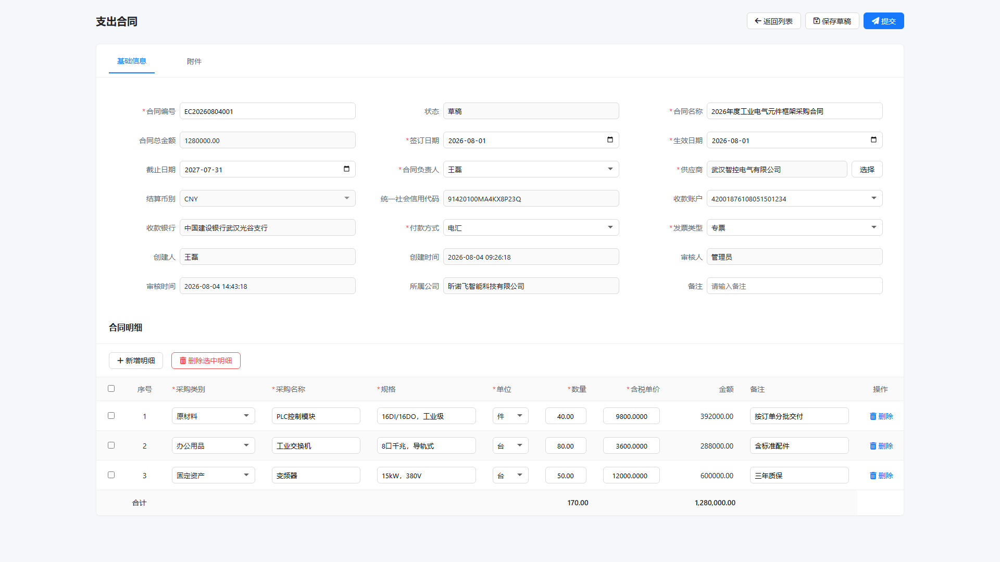 支出合同
返回列表 保存草稿 提交
基础信息 附件
*合同编号 EC20260804001 状态 草稿 *合同名称 2026年度工业电气元件框架采购合同
合同总金额 1280000.00 *签订日期 2026-08-01 *生效日期 2026-08-01
截止日期 2027-07-31 *合同负责人 王磊 *供应商 武汉智控电气有限公司 选择
结算币别 CNY 统一社会信用代码 91420100MA4KX8P23Q 收款账户 42001876108051501234
收款银行 中国建设银行武汉光谷支行 *付款方式 电汇 *发票类型 专票
创建人 王磊 创建时间 2026-08-04 09:26:18 审核人 管理员
审核时间 2026-08-04 14:43:18 所属公司 昕诺飞智能科技有限公司 备注 请输入备注
合同明细
新增明细 删除选中明细
序号 *采购类别 *采购名称 *规格 *单位 *数量 *含税单价 金额 备注 操作
1 原材料 PLC控制模块 16DI/16DO，工业级 件 40.00 9800.0000 392000.00 按订单分批交付 删除
2 办公用品 工业交换机 8口千兆，导轨式 台 80.00 3600.0000 288000.00 含标准配件 删除
3 固定资产 变频器 15kW，380V 台 50.00 12000.0000 600000.00 三年质保 删除
合计 170.00 1,280,000.00